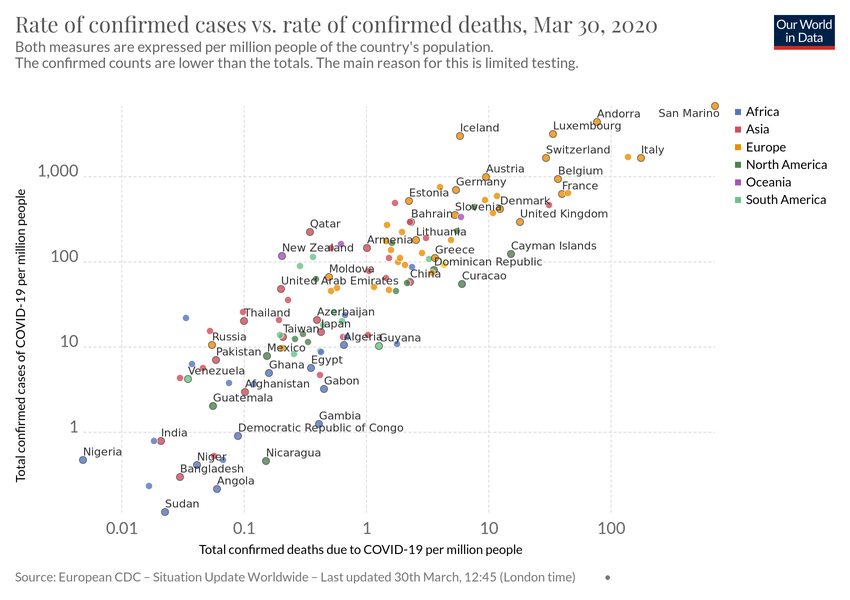 Rate of confirmed cases vs. rate of confirmed deaths, Mar 30, 2020
Both measures are expressed per million people of the country's population.
The confirmed counts are lower than the totals. The main reason for this is limited testing.
Our World
in Data
Total confirmed cases of COVID-19 per million people
1,000
100
10
1
San Marino
Andorra
Luxembourg
Iceland
Switzerland
Italy
Austria
Belgium
Germany
France
Estonia
Denmark
Slovenia
Bahrain
United Kingdom
Qatar
Lithuania
Armenia
New Zealand
Cayman Islands
Greece
Dominican Republic
Moldova
China
Curacao
United Arab Emirates
Thailand
Azerbaijan
Japan
Taiwan
Russia
Algeria
Guyana
Mexico
Pakistan
Ghana
Egypt
Venezuela
Afghanistan
Gabon
Guatemala
Gambia
Democratic Republic of Congo
India
Nigeria
Niger
Nicaragua
Bangladesh
Angola
Sudan
Africa
Asia
Europe
North America
Oceania
South America
0.01
0.1
1
10
100
Total confirmed deaths due to COVID-19 per million people
Source: European CDC – Situation Update Worldwide – Last updated 30th March, 12:45 (London time)